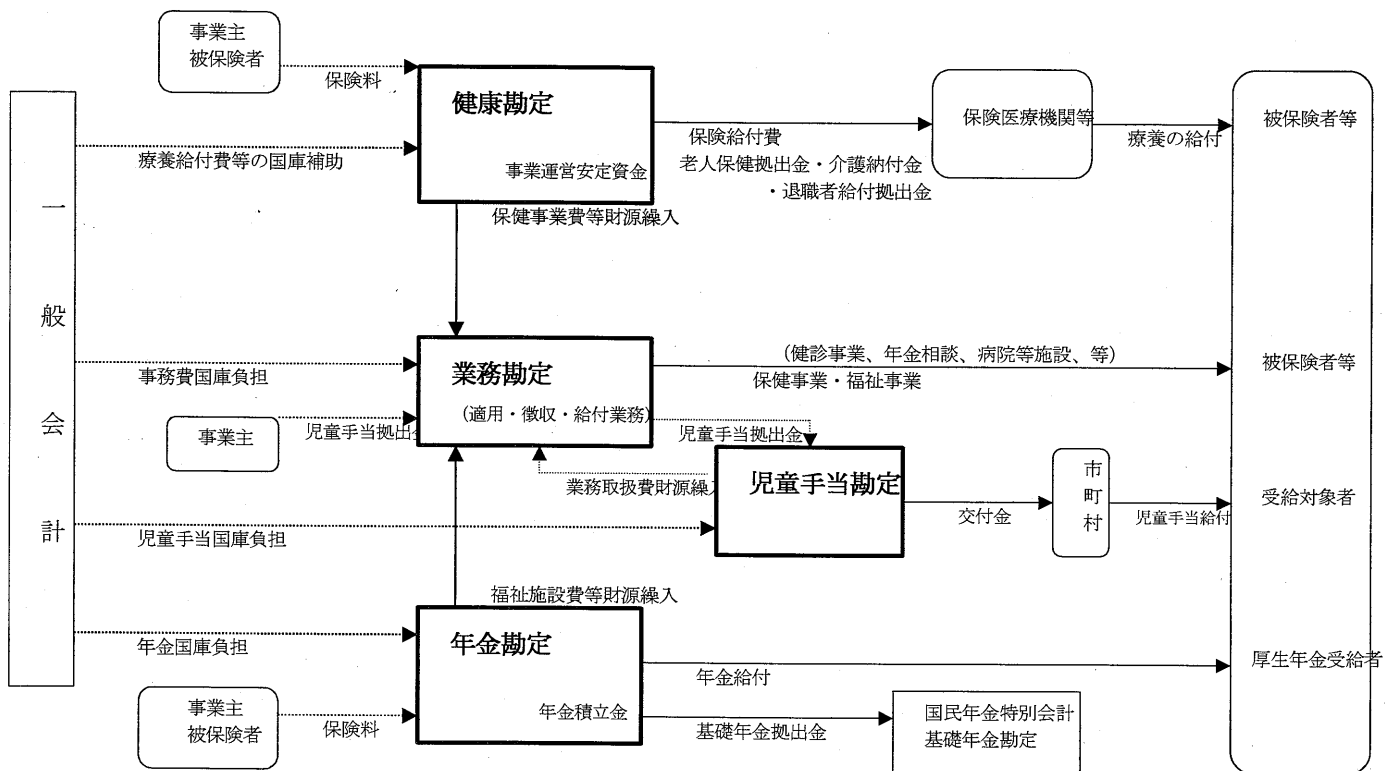 事業主
被保険者
保険料
健康勘定
事業運営安定資金
療養給付費等の国庫補助
保険給付費
老人保健拠出金・介護納付金
・退職者給付拠出金
保険医療機関等
療養の給付
被保険者等
保健事業費等財源繰入
一般会計
事務費国庫負担
業務勘定
(適用・徴収・給付業務)
(健診事業、年金相談、病院等施設、等)
保健事業・福祉事業
被保険者等
事業主
児童手当拠出金
児童手当拠出金
業務取扱費財源繰入
児童手当勘定
交付金
市町村
児童手当給付
受給対象者
児童手当国庫負担
福祉施設費等財源繰入
年金国庫負担
年金勘定
年金積立金
年金給付
厚生年金受給者
事業主
被保険者
保険料
基礎年金拠出金
国民年金特別会計
基礎年金勘定